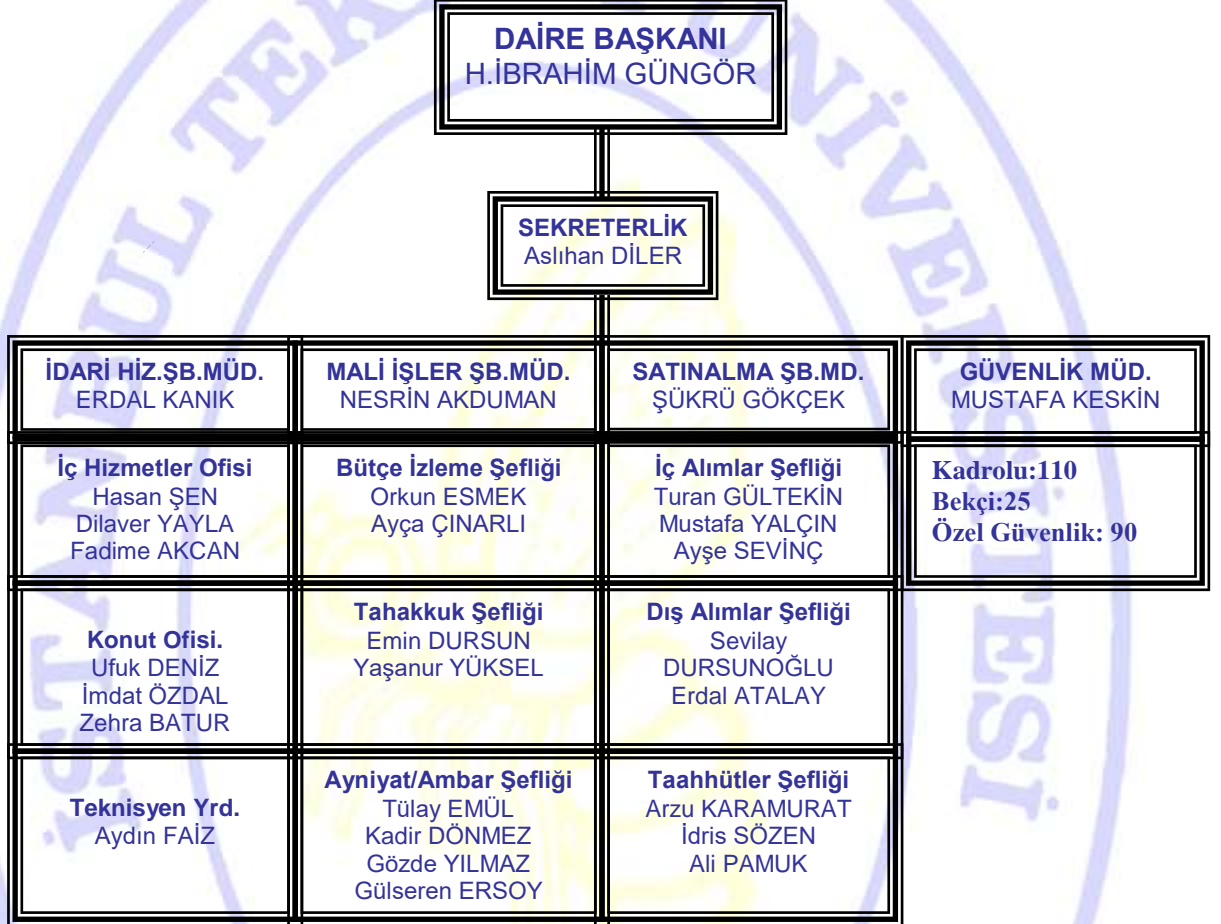 DAİRE BAŞKANI
H.İBRAHİM GÜNGÖR
SEKRETERLİK
Aslıhan DİLER
İDARİ HİZ.ŞB.MÜD.
ERDAL KANIK
MALİ İŞLER ŞB.MÜD.
NESRİN AKDUMAN
SATINALMA ŞB.MD.
ŞÜKRÜ GÖKÇEK
GÜVENLİK MÜD.
MUSTAFA KESKİN
İç Hizmetler Ofisi
Hasan ŞEN
Dilaver YAYLA
Fadime AKCAN
Bütçe İzleme Şefliği
Orkun ESMEK
Ayça ÇINARLI
İç Alımlar Şefliği
Turan GÜLTEKİN
Mustafa YALÇIN
Ayşe SEVİNÇ
Kadrolu:110
Bekçi:25
Özel Güvenlik: 90
Konut Ofisi.
Ufuk DENİZ
İmdat ÖZDAL
Zehra BATUR
Tahakkuk Şefliği
Emin DURSUN
Yaşanur YÜKSEL
Dış Alımlar Şefliği
Sevilay
DURSUNOĞLU
Erdal ATALAY
Teknisyen Yrd.
Aydın FAİZ
Ayniyat/Ambar Şefliği
Tülay EMÜL
Kadir DÖNMEZ
Gözde YILMAZ
Gülseren ERSOY
Taahhütler Şefliği
Arzu KARAMURAT
İdris SÖZEN
Ali PAMUK
İSTANBUL TEKNİK ÜNİVERSİTESİ